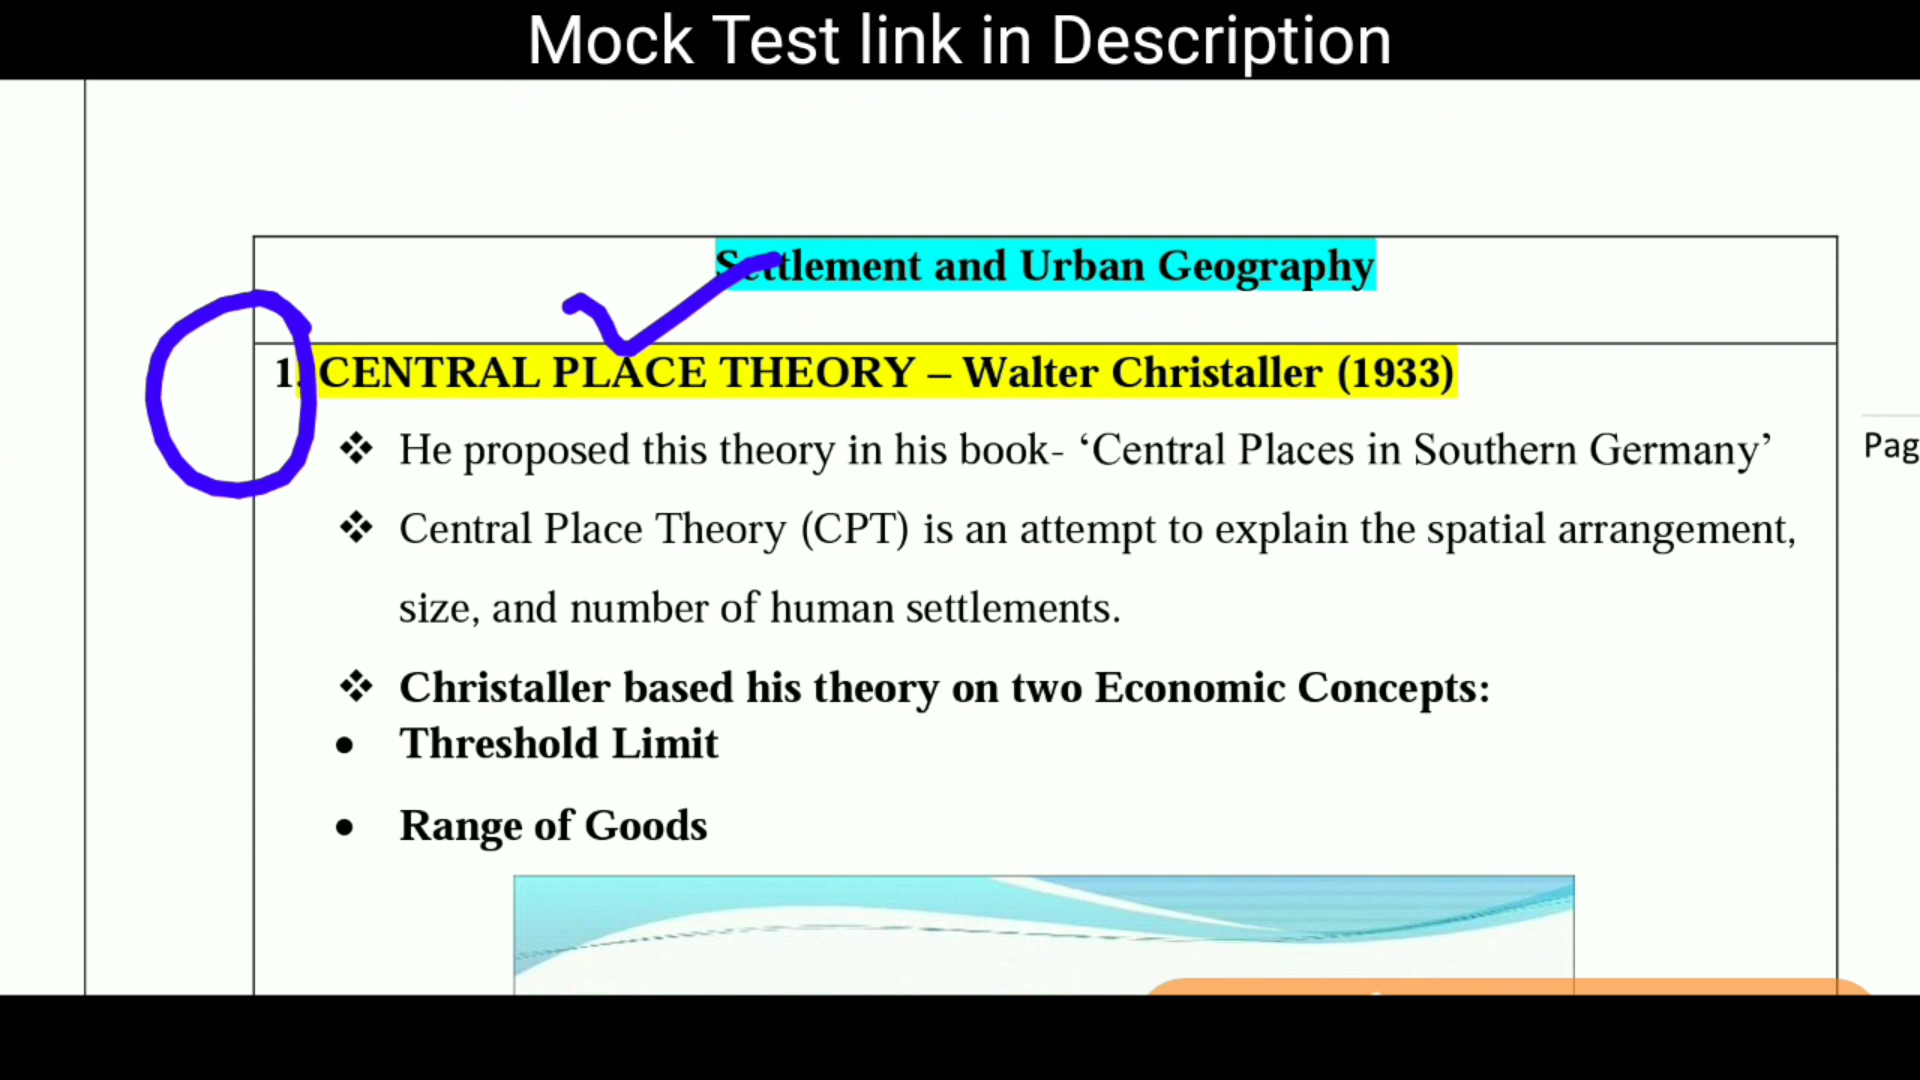 Mock Test link in Description
Settlement and Urban Geography
1. CENTRAL PLACE THEORY – Walter Christaller (1933)
❖ He proposed this theory in his book- ‘Central Places in Southern Germany’
Pag
❖ Central Place Theory (CPT) is an attempt to explain the spatial arrangement,
size, and number of human settlements.
❖ Christaller based his theory on two Economic Concepts:
• Threshold Limit
• Range of Goods